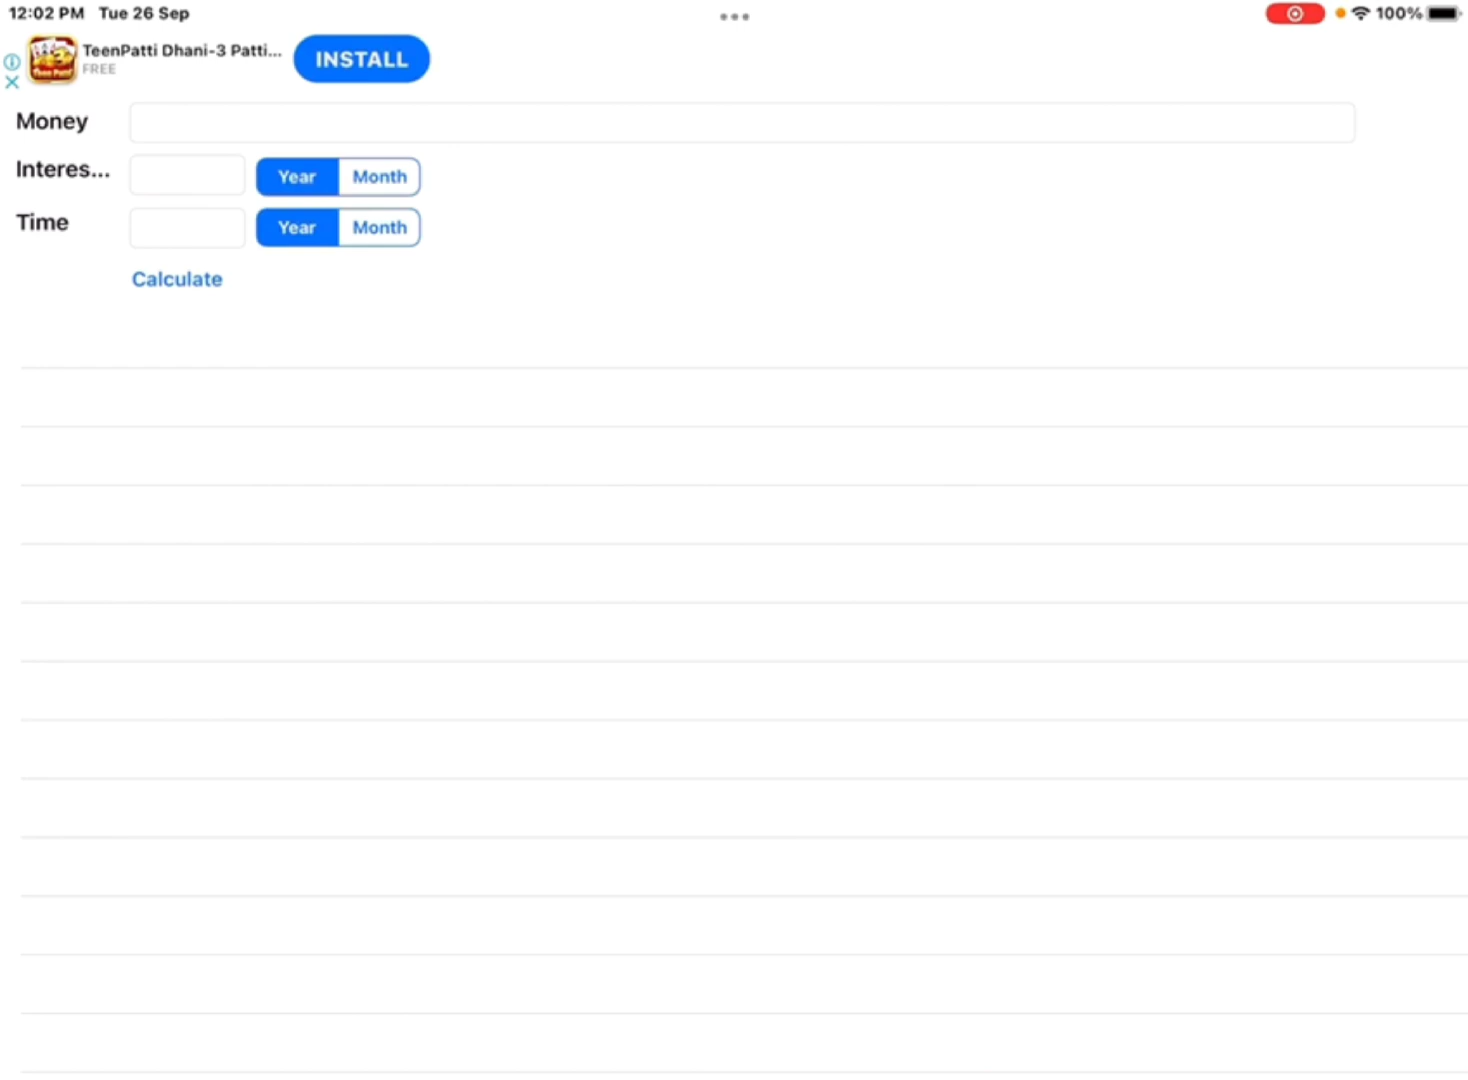 12:02 PM Tue 26 Sep 100%
TeenPatti Dhani-3 Patti...
FREE
INSTALL
Money
Interes...
Year Month
Time
Year Month
Calculate